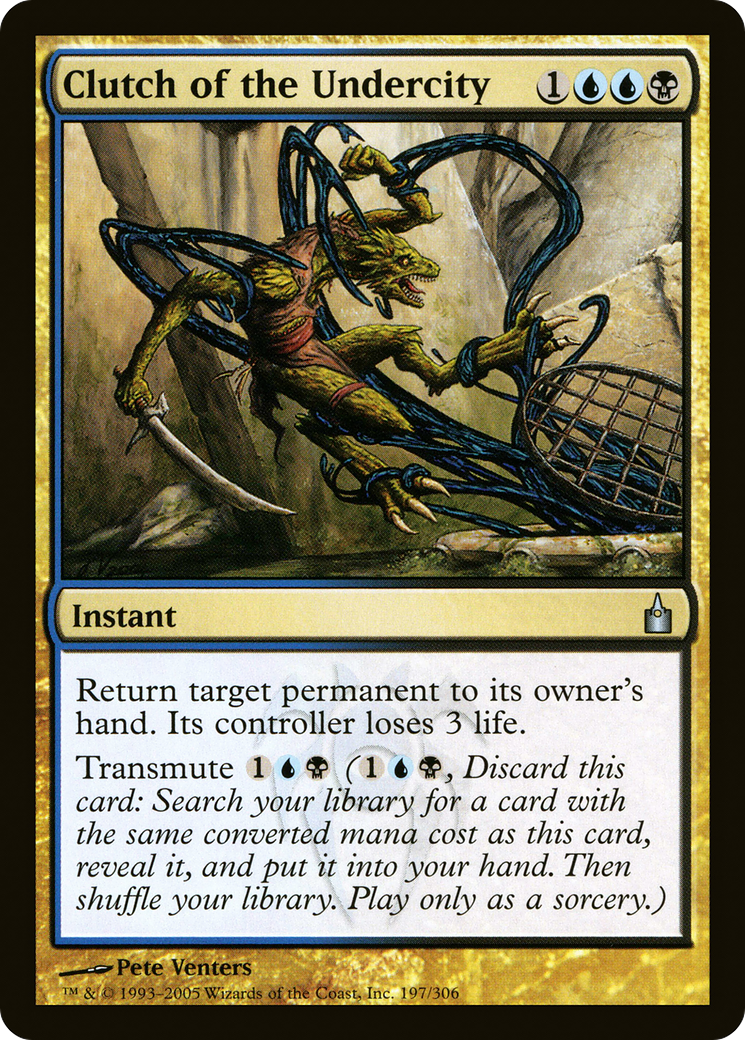 Clutch of the Undercity 1
Instant
Return target permanent to its owner's
hand. Its controller loses 3 life.
Transmute 1 (1, Discard this
card: Search your library for a card with
the same converted mana cost as this card,
reveal it, and put it into your hand. Then
shuffle your library. Play only as a sorcery.)
Pete Venters
™ & © 1993–2005 Wizards of the Coast, Inc. 197/306